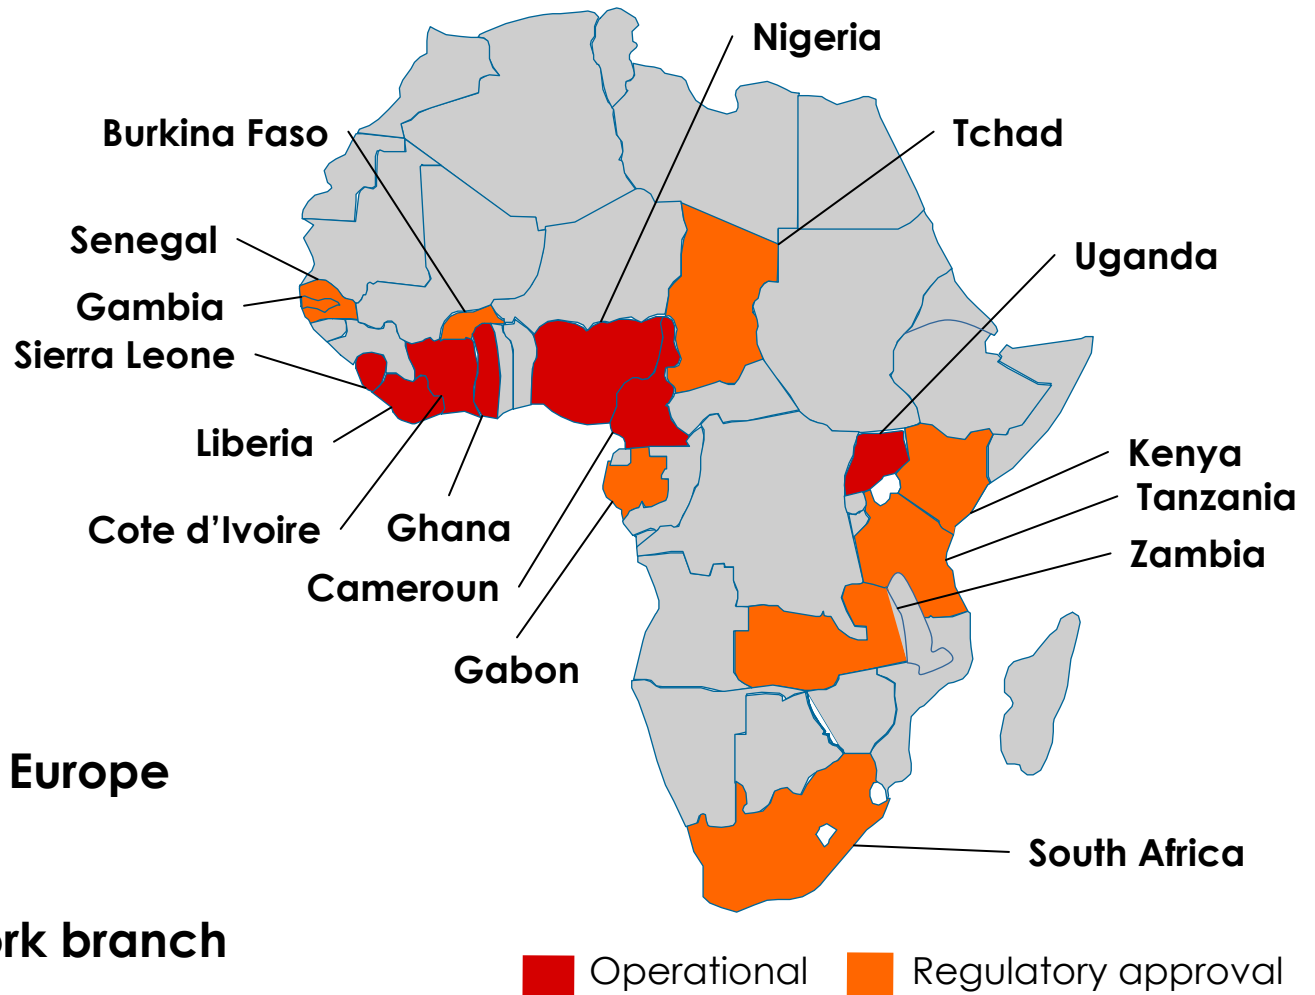 Nigeria
Burkina Faso
Tchad
Senegal
Uganda
Gambia
Sierra Leone
Liberia
Kenya
Tanzania
Cote d’Ivoire
Ghana
Zambia
Cameroun
Gabon
Europe
South Africa
branch
Operational
Regulatory approval